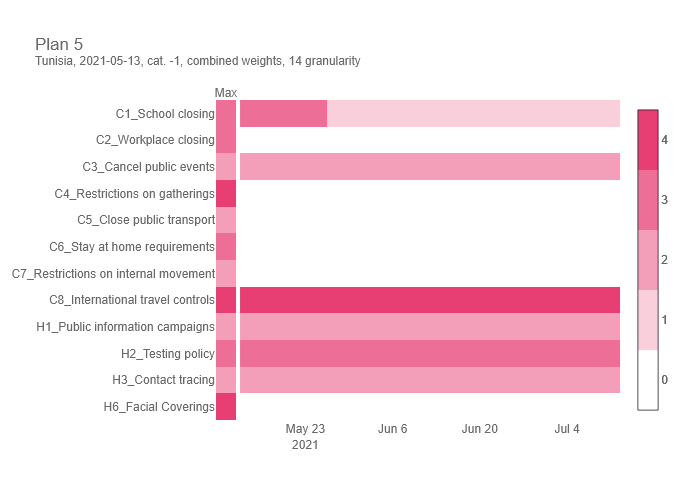 Plan 5
Tunisia, 2021-05-13, cat. -1, combined weights, 14 granularity
Max
C1_School closing
C2_Workplace closing
C3_Cancel public events
C4_Restrictions on gatherings
C5_Close public transport
C6_Stay at home requirements
C7_Restrictions on internal movement
C8_International travel controls
H1_Public information campaigns
H2_Testing policy
H3_Contact tracing
H6_Facial Coverings
May 23
2021
Jun 6
Jun 20
Jul 4
4
3
2
1
0